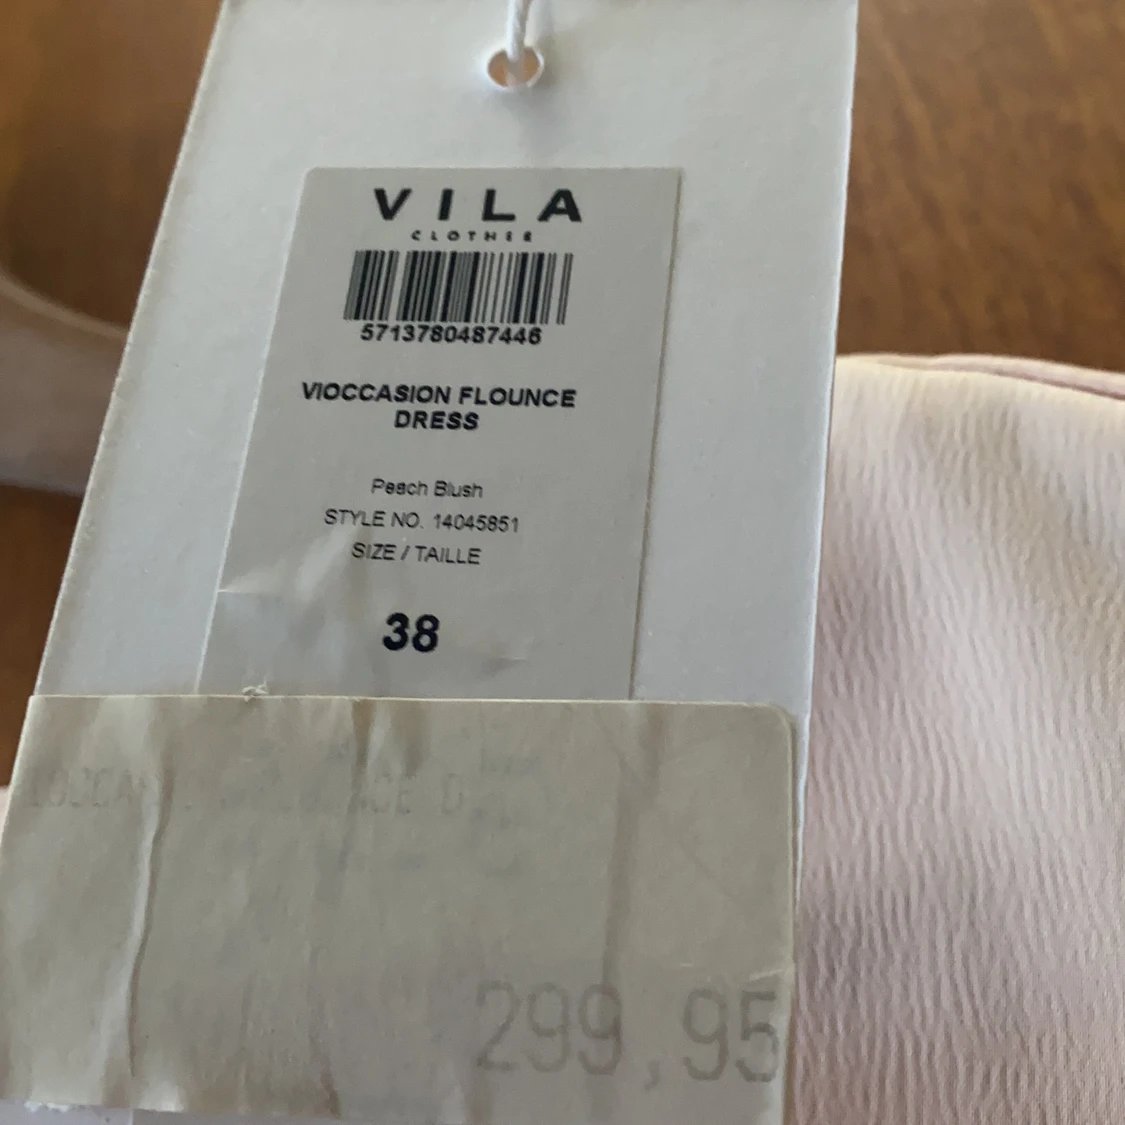 VILA
CLOTHES
5713780487446
VIOCCASION FLOUNCE
DRESS
Peach Blush
STYLE NO. 14045851
SIZE / TAILLE
38
299,95